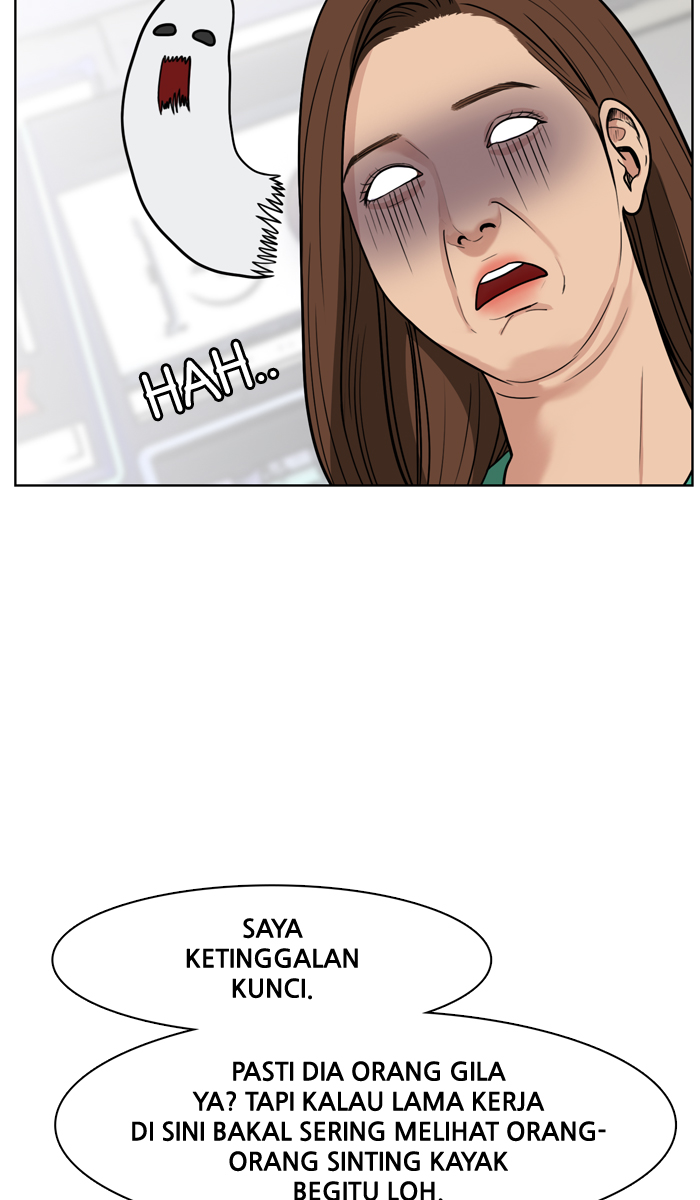 HAH..
SAYA
KETINGGALAN
KUNCI.
PASTI DIA ORANG GILA
YA? TAPI KALAU LAMA KERJA
DI SINI BAKAL SERING MELIHAT ORANG-
ORANG SINTING KAYAK
BEGITU LOH.